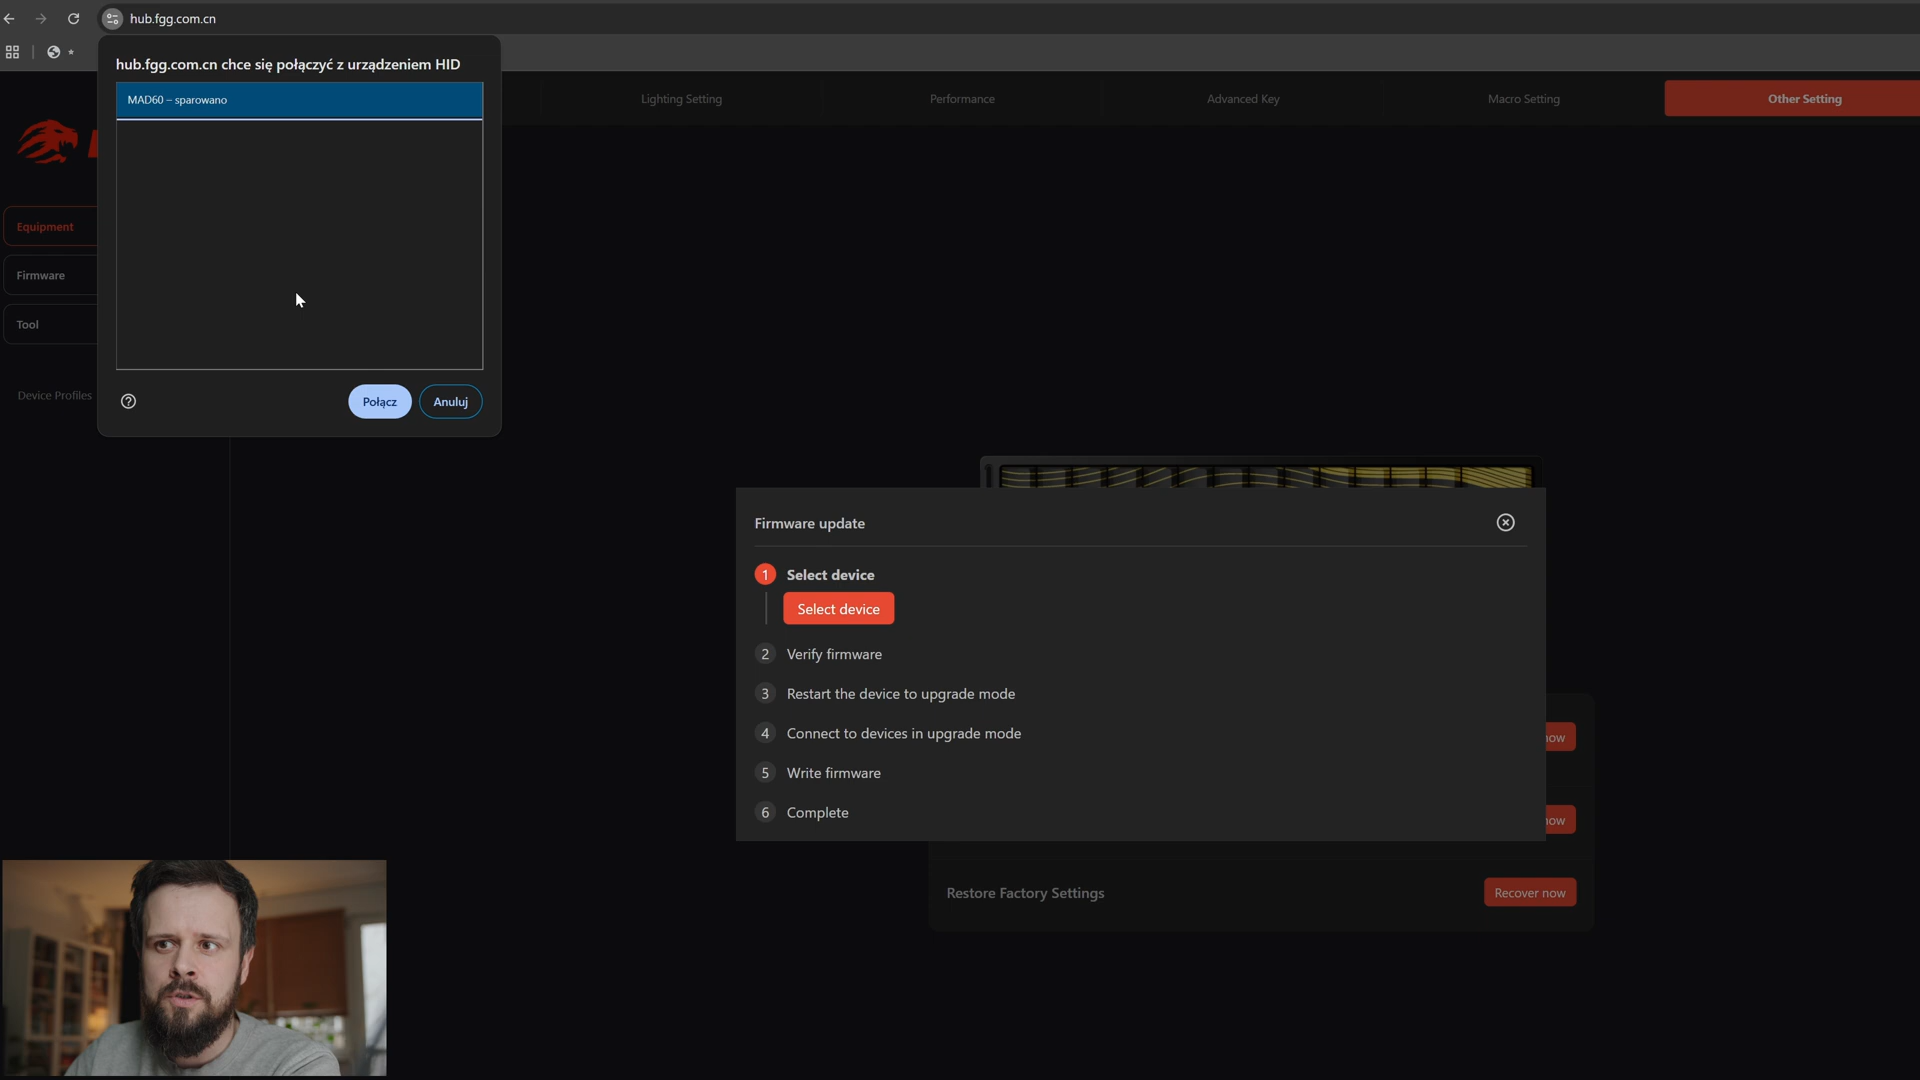 hub.fgg.com.cn
hub.fgg.com.cn chce się połączyć z urządzeniem HID
MAD60 – sparowano
Połącz
Anuluj
Lighting Setting
Performance
Advanced Key
Macro Setting
Other Setting
Equipment
Firmware
Tool
Device Profiles
Firmware update
1 Select device
Select device
2 Verify firmware
3 Restart the device to upgrade mode
4 Connect to devices in upgrade mode
5 Write firmware
6 Complete
now
now
Restore Factory Settings
Recover now